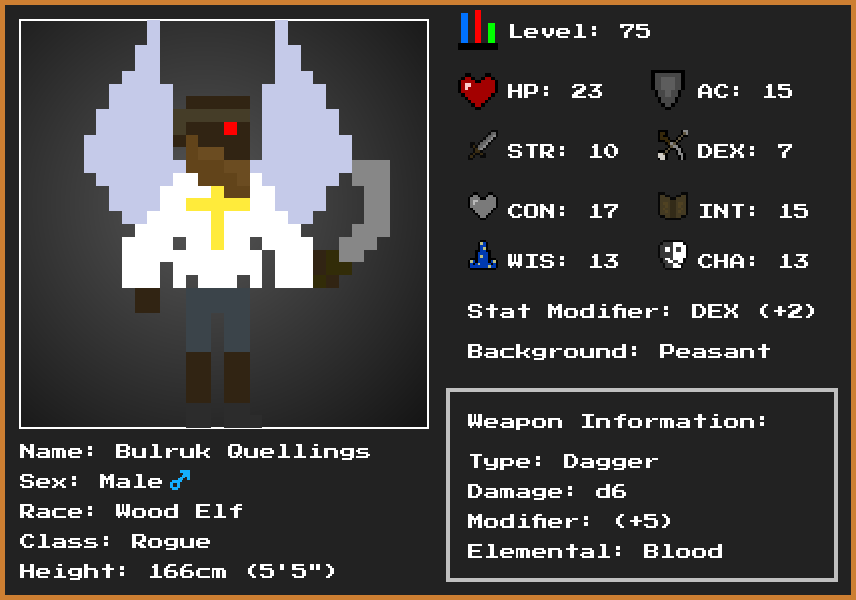 Level: 75
HP: 23
AC: 15
STR: 10
DEX: 7
CON: 17
INT: 15
WIS: 13
CHA: 13
Stat Modifier: DEX (+2)
Background: Peasant
Weapon Information:
Type: Dagger
Damage: d6
Modifier: (+5)
Elemental: Blood
Name: Bulruk Quellings
Sex: Male♂
Race: Wood Elf
Class: Rogue
Height: 166cm (5'5")